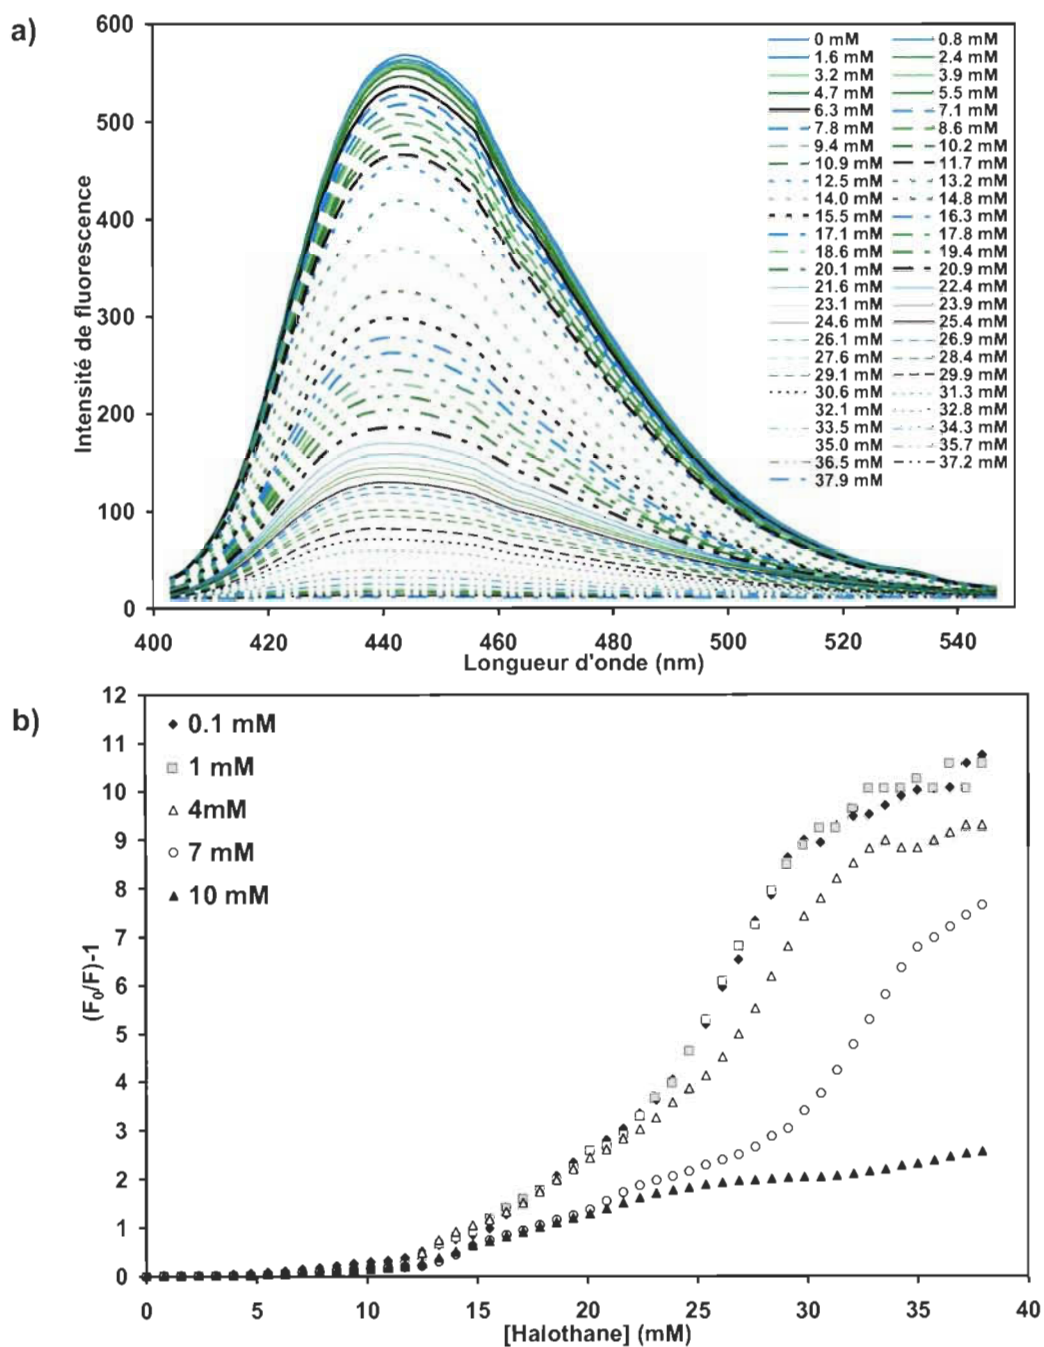 a)
600
500
400
300
200
100
0
Intensité de fluorescence
0 mM 0.8 mM
1.6 mM 2.4 mM
3.2 mM 3.9 mM
4.7 mM 5.5 mM
6.3 mM 7.1 mM
7.8 mM 8.6 mM
9.4 mM 10.2 mM
10.9 mM 11.7 mM
12.5 mM 13.2 mM
14.0 mM 14.8 mM
15.5 mM 16.3 mM
17.1 mM 17.8 mM
18.6 mM 19.4 mM
20.1 mM 20.9 mM
21.6 mM 22.4 mM
23.1 mM 23.9 mM
24.6 mM 25.4 mM
26.1 mM 26.9 mM
27.6 mM 28.4 mM
29.1 mM 29.9 mM
30.6 mM 31.3 mM
32.1 mM 32.8 mM
33.5 mM 34.3 mM
35.0 mM 35.7 mM
36.5 mM 37.2 mM
37.9 mM
400 420 440 460 480 500 520 540
Longueur d'onde (nm)
b)
12
11
10
9
8
7
6
5
4
3
2
1
0
(F₀/F)-1
0.1 mM
1 mM
4mM
7 mM
10 mM
0 5 10 15 20 25 30 35 40
[Halothane] (mM)